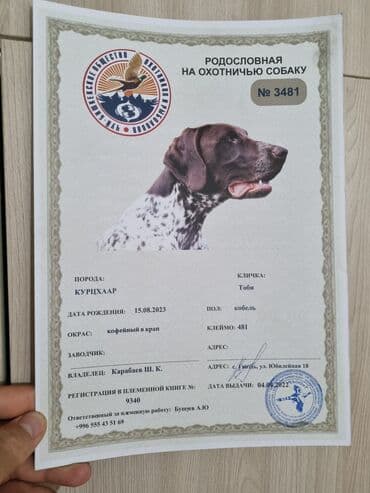 РОДОСЛОВНАЯ
НА ОХОТНИЧЬЮ СОБАКУ
№ 3481
ПОРОДА:
КУРЦХААР
КЛИЧКА:
Тоби
ДАТА РОЖДЕНИЯ: 15.08.2023
ПОЛ: кобель
ОКРАС: кофейный в крап
КЛЕЙМО: 481
ЗАВОДЧИК:
АДРЕС:
ВЛАДЕЛЕЦ: Карабаев Ш. К.
АДРЕС: с. ул. Юбилейная 18
РЕГИСТРАЦИЯ В ПЛЕМЕННОЙ КНИГЕ №:
9340
ДАТА ВЫДАЧИ: 04.09.2022
Ответственный за племенную работу: Бушуев А.Ю
+996 555 43 51 69